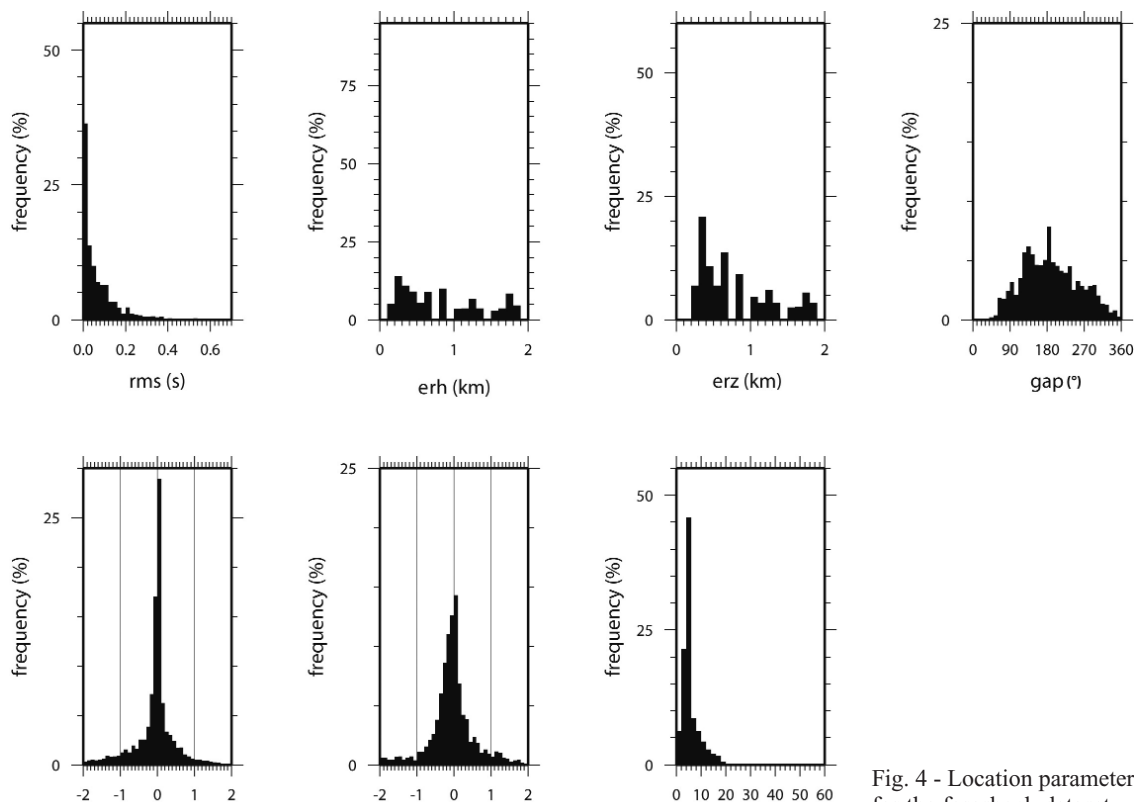 50
25
0
frequency (%)
0.0 0.2 0.4 0.6
rms (s)
75
50
25
0
frequency (%)
0 1 2
erh (km)
50
25
0
frequency (%)
0 1 2
erz (km)
25
0
frequency (%)
0 90 180 270 360
gap (°)
25
0
frequency (%)
-2 -1 0 1 2
25
0
frequency (%)
-2 -1 0 1 2
50
25
0
frequency (%)
0 10 20 30 40 50 60
Fig. 4 - Location parameter